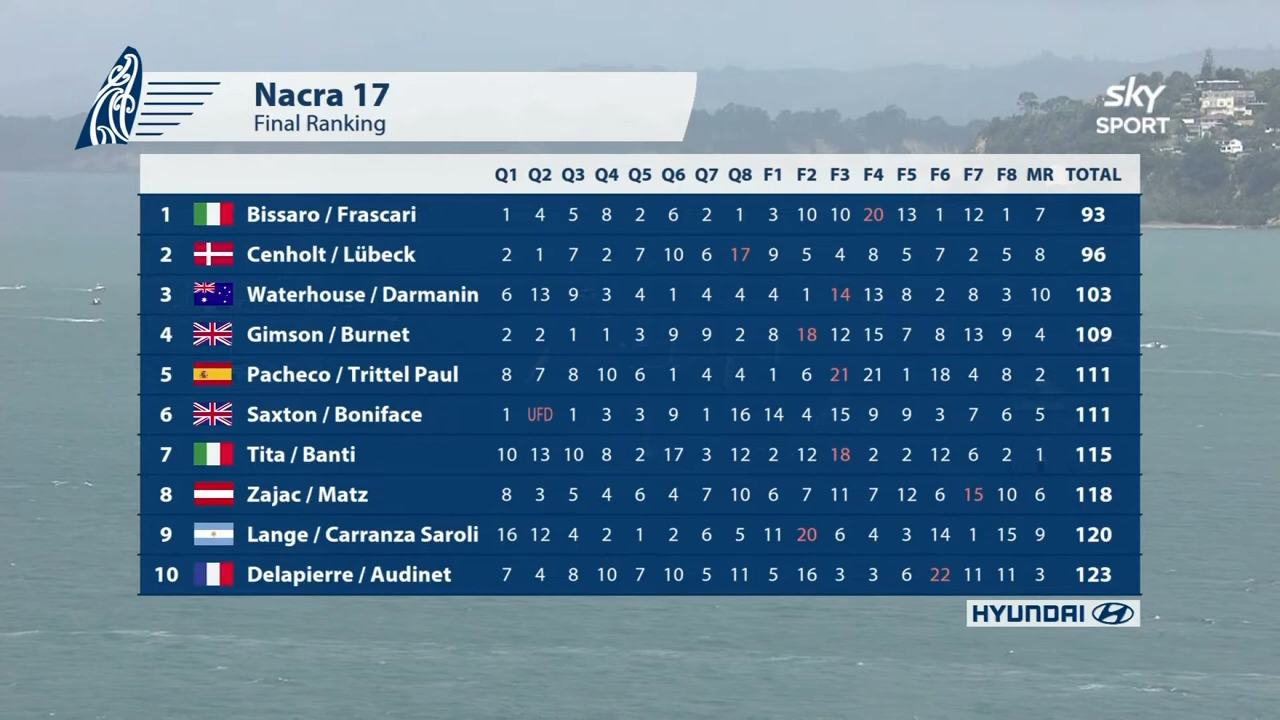 Nacra 17
Final Ranking
sky
SPORT
Q1 Q2 Q3 Q4 Q5 Q6 Q7 Q8 F1 F2 F3 F4 F5 F6 F7 F8 MR TOTAL
1 Bissaro / Frascari 1 4 5 8 2 6 2 1 3 10 10 20 13 1 12 1 7 93
2 Cenholt / Lübeck 2 1 7 2 7 10 6 17 9 5 4 8 5 7 2 5 8 96
3 Waterhouse / Darmanin 6 13 9 3 4 1 4 4 4 1 14 13 8 2 8 3 10 103
4 Gimson / Burnet 2 2 1 1 3 9 9 2 8 18 12 15 7 8 13 9 4 109
5 Pacheco / Trittel Paul 8 7 8 10 6 1 4 4 1 6 21 21 1 18 4 8 2 111
6 Saxton / Boniface 1 UFD 1 3 3 9 1 16 14 4 15 9 9 3 7 6 5 111
7 Tita / Banti 10 13 10 8 2 17 3 12 2 12 18 2 2 12 6 2 1 115
8 Zajac / Matz 8 3 5 4 6 4 7 10 6 7 11 7 12 6 15 10 6 118
9 Lange / Carranza Saroli 16 12 4 2 1 2 6 5 11 20 6 4 3 14 1 15 9 120
10 Delapierre / Audinet 7 4 8 10 7 10 5 11 5 16 3 3 6 22 11 11 3 123
HYUNDAI